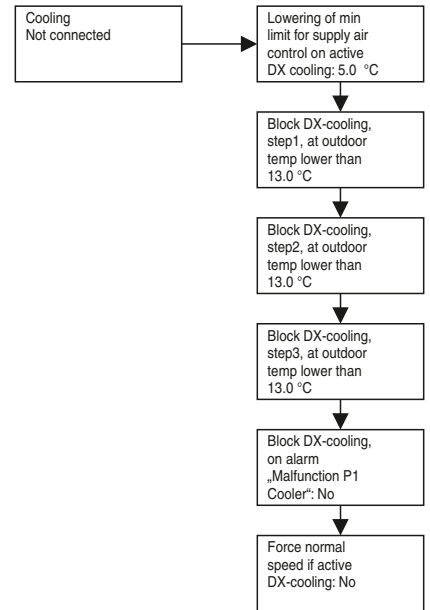 Cooling
Not connected
Lowering of min
limit for supply air
control on active
DX cooling: 5.0 °C
Block DX-cooling,
step1, at outdoor
temp lower than
13.0 °C
Block DX-cooling,
step2, at outdoor
temp lower than
13.0 °C
Block DX-cooling,
step3, at outdoor
temp lower than
13.0 °C
Block DX-cooling,
on alarm
„Malfunction P1
Cooler“: No
Force normal
speed if active
DX-cooling: No